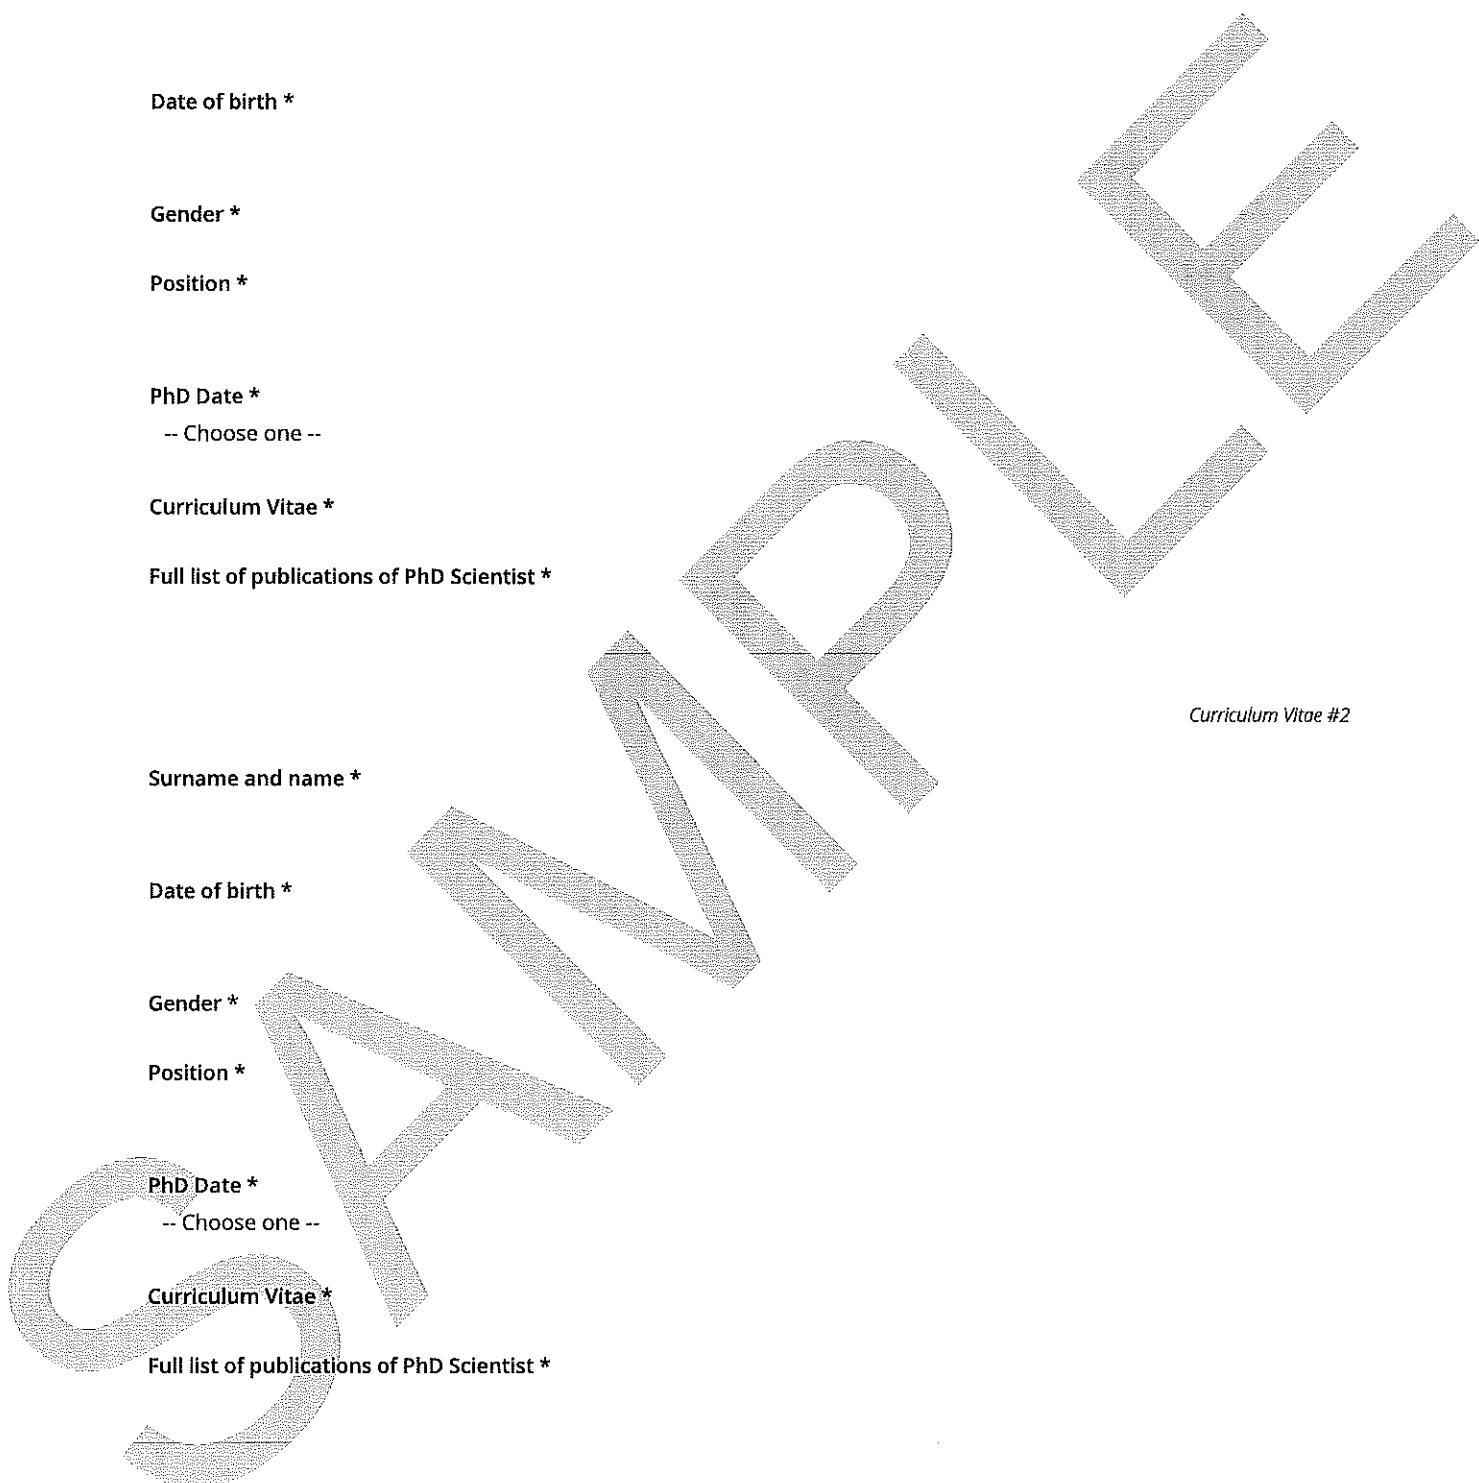 Date of birth *
Gender *
Position *
PhD Date *
-- Choose one --
Curriculum Vitae *
Full list of publications of PhD Scientist *
Curriculum Vitae #2
Surname and name *
Date of birth *
Gender *
Position *
PhD Date *
-- Choose one --
Curriculum Vitae *
Full list of publications of PhD Scientist *
SAMPLE